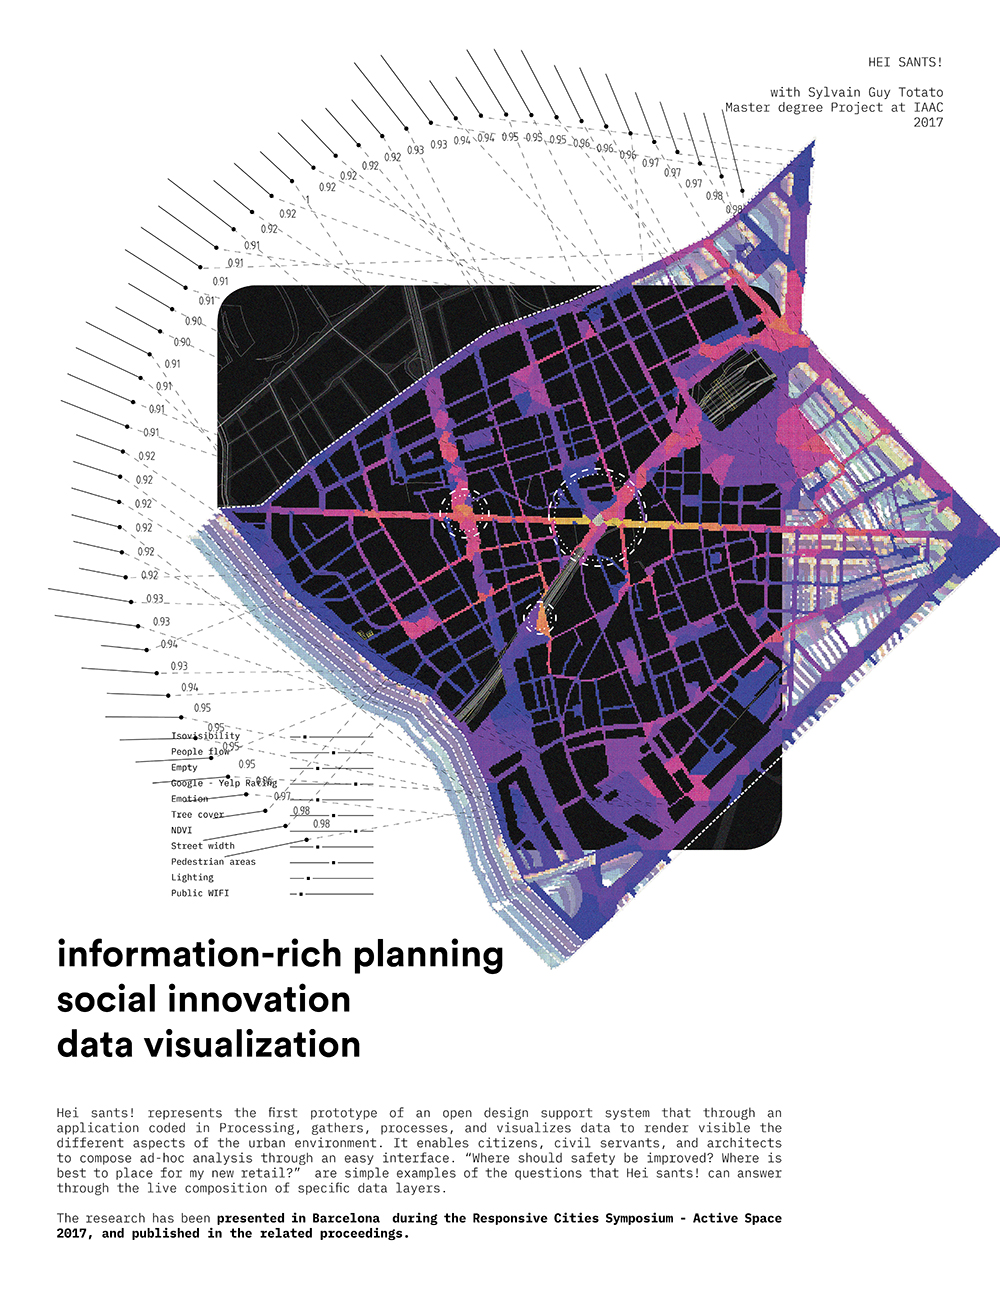 HEI SANTS!
with Sylvain Guy Totato
Master degree Project at IAAC
2017
0.98
0.98
0.97
0.97
0.97
0.96
0.96
0.96
0.95
0.95
0.95
0.94
0.94
0.93
0.93
0.92
0.92
0.92
0.92
1
0.92
0.92
0.91
0.91
0.91
0.91
0.90
0.90
0.91
0.91
0.91
0.91
0.92
0.92
0.92
0.92
0.92
0.92
0.93
0.93
0.94
0.93
0.94
0.95
0.95
0.95
0.95
0.96
0.97
0.98
0.98
Isovisibility
People flow
Empty
Google - Yelp Rating
Emotion
Tree cover
NDVI
Street width
Pedestrian areas
Lighting
Public WIFI
information-rich planning
social innovation
data visualization
Hei sants! represents the first prototype of an open design support system that through an
application coded in Processing, gathers, processes, and visualizes data to render visible the
different aspects of the urban environment. It enables citizens, civil servants, and architects
to compose ad-hoc analysis through an easy interface. “Where should safety be improved? Where is
best to place for my new retail?” are simple examples of the questions that Hei sants! can answer
through the live composition of specific data layers.
The research has been presented in Barcelona during the Responsive Cities Symposium - Active Space
2017, and published in the related proceedings.